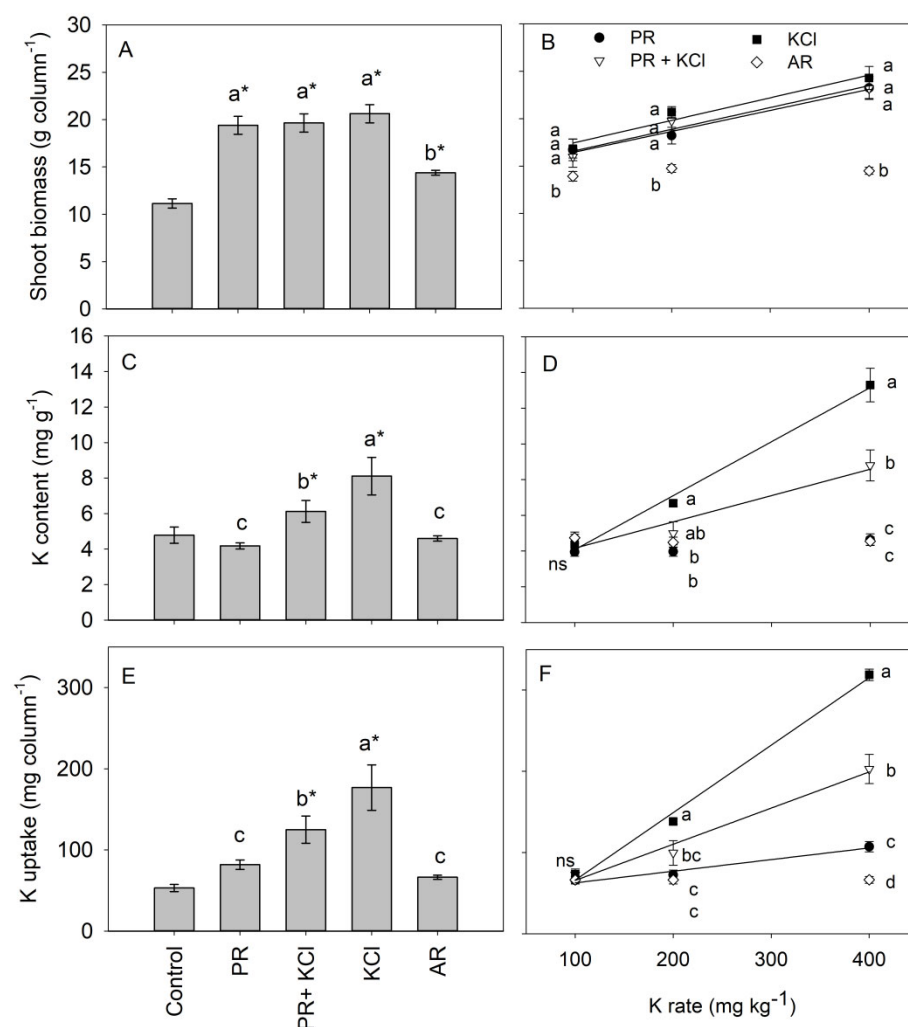 A
Shoot biomass (g column⁻¹)
30
25
20
15
10
5
0
a*
a*
a*
b*
B
PR
KCl
PR + KCl
AR
a
a
a
b
a
a
a
b
a
a
a
b
C
K content (mg g⁻¹)
16
14
12
10
8
6
4
2
0
c
b*
a*
c
D
ns
a
ab
b
b
a
b
c
c
E
K uptake (mg column⁻¹)
300
200
100
0
c
b*
a*
c
Control
PR
PR+ KCl
KCl
AR
F
ns
a
bc
c
c
a
b
c
d
100
200
300
400
K rate (mg kg⁻¹)